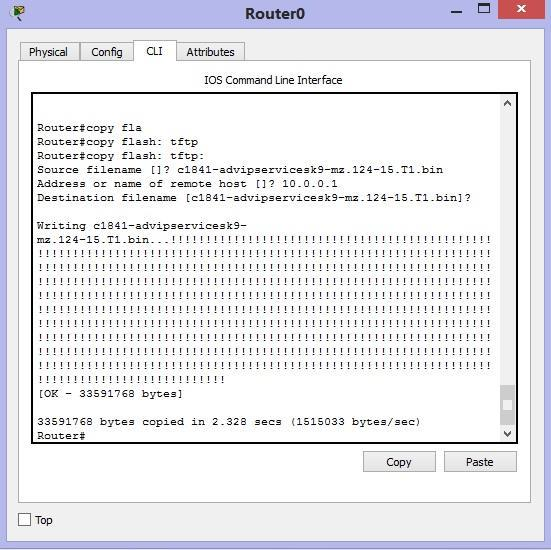 Router0
Physical Config CLI Attributes
IOS Command Line Interface
Router#copy fla
Router#copy flash: tftp
Router#copy flash: tftp:
Source filename []? c1841-advipservicesk9-mz.124-15.T1.bin
Address or name of remote host []? 10.0.0.1
Destination filename [c1841-advipservicesk9-mz.124-15.T1.bin]?
Writing c1841-advipservicesk9-
mz.124-15.T1.bin...!!!!!!!!!!!!!!!!!!!!!!!!!!!!!!!!!!!!!!!!!!!!!!
!!!!!!!!!!!!!!!!!!!!!!!!!!!!!!!!!!!!!!!!!!!!!!!!!!!!!!!!!!!!!!!!!
!!!!!!!!!!!!!!!!!!!!!!!!!!!!!!!!!!!!!!!!!!!!!!!!!!!!!!!!!!!!!!!!!
!!!!!!!!!!!!!!!!!!!!!!!!!!!!!!!!!!!!!!!!!!!!!!!!!!!!!!!!!!!!!!!!!
!!!!!!!!!!!!!!!!!!!!!!!!!!!!!!!!!!!!!!!!!!!!!!!!!!!!!!!!!!!!!!!!!
!!!!!!!!!!!!!!!!!!!!!!!!!!!!!!!!!!!!!!!!!!!!!!!!!!!!!!!!!!!!!!!!!
!!!!!!!!!!!!!!!!!!!!!!!!!!!!!!!!!!!!!!!!!!!!!!!!!!!!!!!!!!!!!!!!!
!!!!!!!!!!!!!!!!!!!!!!!!!!!!!!!!!!!!!!!!!!!!!!!!!!!!!!!!!!!!!!!!!
!!!!!!!!!!!!!!!!!!!!!!!!!!!!!!!!!!!!!!!!!!!!!!!!!!!!!!!!!!!!!!!!!
!!!!!!!!!!!!!!!!!!!!!!!!!!!!!!!!!!!!!!!!!!!!!!!!!!!!!!!!!!!!!!!!!
!!!!!!!!!!!!!!!!!!!!!!!!!!!
[OK - 33591768 bytes]
33591768 bytes copied in 2.328 secs (1515033 bytes/sec)
Router#
Copy Paste
Top